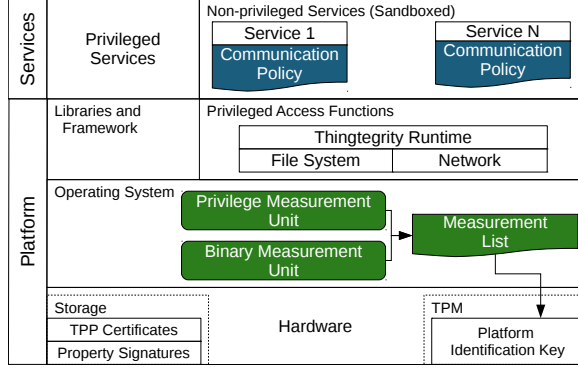 Services
Privileged
Services
Non-privileged Services (Sandboxed)
Service 1
Communication
Policy
Service N
Communication
Policy
Platform
Libraries and
Framework
Privileged Access Functions
Thingtegrity Runtime
File System
Network
Operating System
Privilege Measurement
Unit
Binary Measurement
Unit
Measurement
List
Storage
TPP Certificates
Property Signatures
Hardware
TPM
Platform
Identification Key